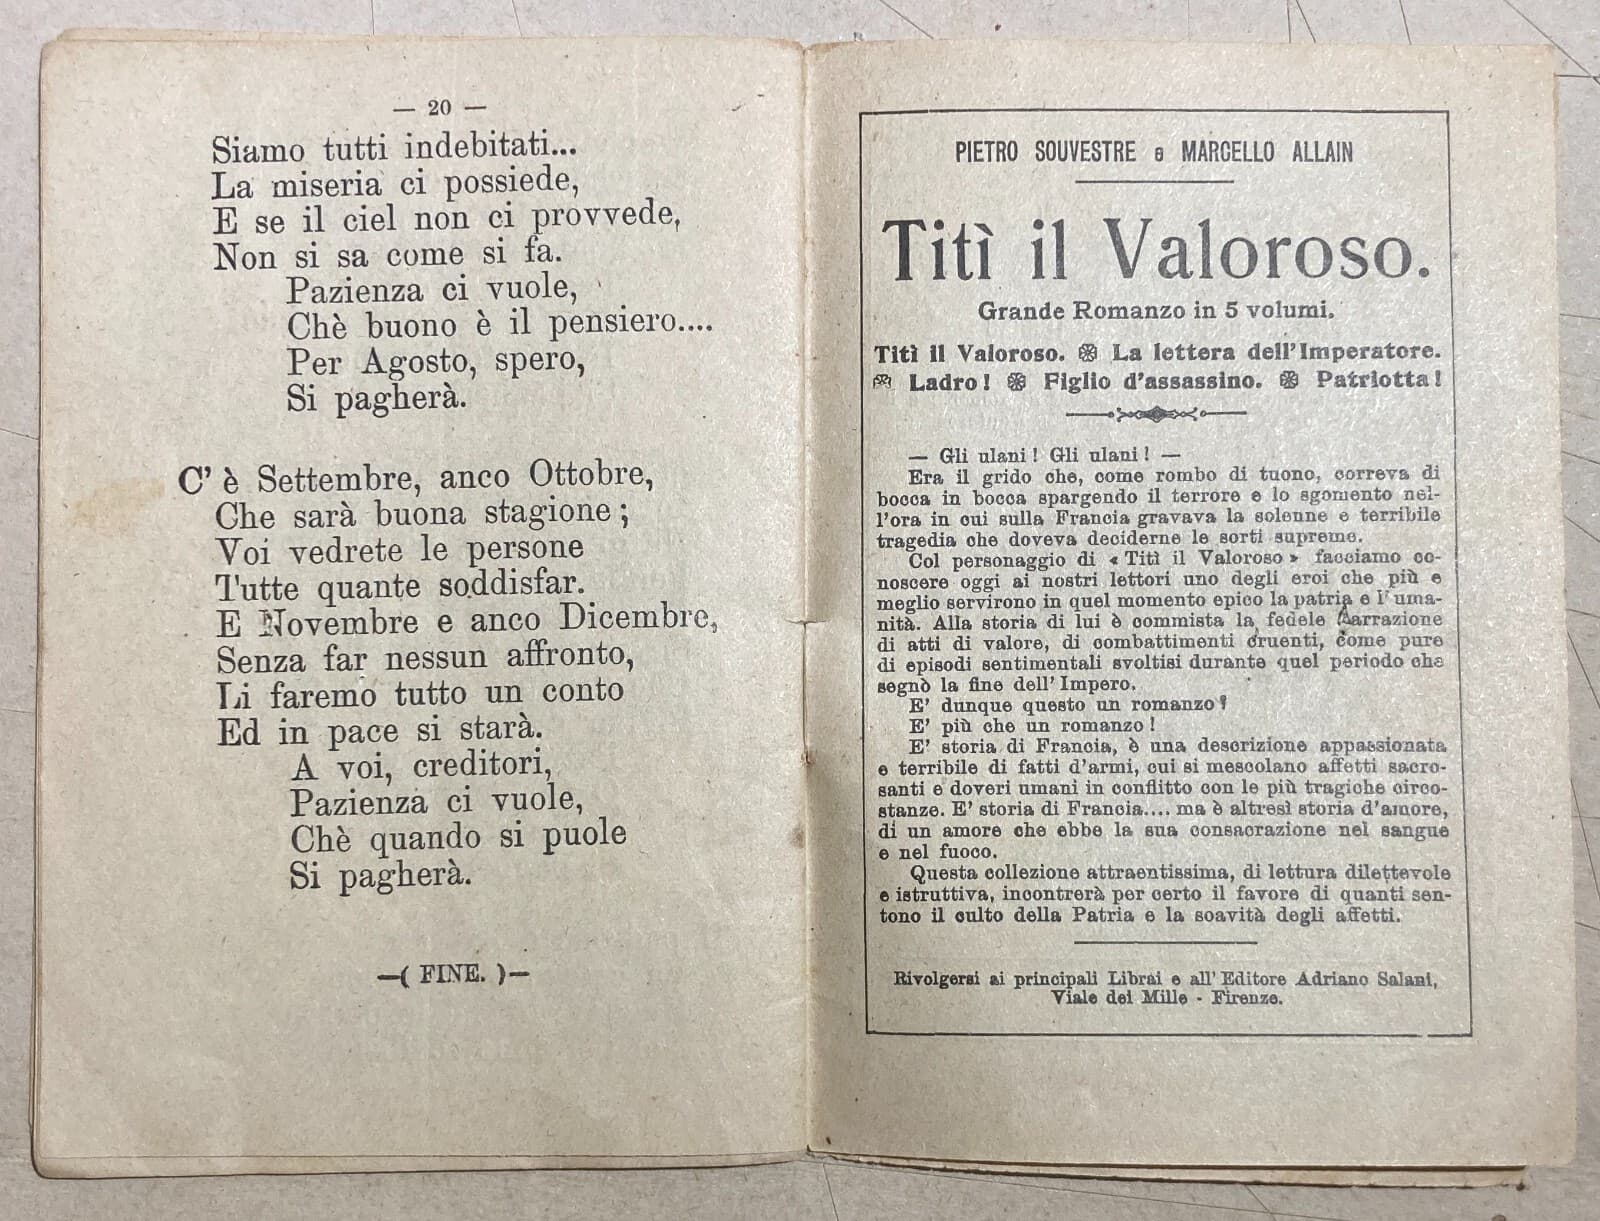 — 20 —
Siamo tutti indebitati...
La miseria ci possiede,
E se il ciel non ci provvede,
Non si sa come si fa.
Pazienza ci vuole,
Chè buono è il pensiero....
Per Agosto, spero,
Si pagherà.
C' è Settembre, anco Ottobre,
Che sarà buona stagione ;
Voi vedrete le persone
Tutte quante soddisfar.
E Novembre e anco Dicembre,
Senza far nessun affronto,
Li faremo tutto un conto
Ed in pace si starà.
A voi, creditori,
Pazienza ci vuole,
Chè quando si puole
Si pagherà.
—( FINE. )—
PIETRO SOUVESTRE e MARCELLO ALLAIN
Titì il Valoroso.
Grande Romanzo in 5 volumi.
Titì il Valoroso. La lettera dell'Imperatore.
Ladro ! Figlio d'assassino. Patriotta !
— Gli ulani ! Gli ulani ! —
Era il grido che, come rombo di tuono, correva di
bocca in bocca spargendo il terrore e lo sgomento nel-
l'ora in cui sulla Francia gravava la solenne e terribile
tragedia che doveva deciderne le sorti supreme.
Col personaggio di « Titì il Valoroso » facciamo co-
noscere oggi ai nostri lettori uno degli eroi che più e
meglio servirono in quel momento epico la patria e l'uma-
nità. Alla storia di lui è commista la fedele narrazione
di atti di valore, di combattimenti cruenti, come pure
di episodi sentimentali svoltisi durante quel periodo che
segnò la fine dell' Impero.
E' dunque questo un romanzo ?
E' più che un romanzo !
E' storia di Francia, è una descrizione appassionata
e terribile di fatti d'armi, cui si mescolano affetti sacro-
santi e doveri umani in conflitto con le più tragiche circo-
stanze. E' storia di Francia.... ma è altresì storia d'amore,
di un amore che ebbe la sua consacrazione nel sangue
e nel fuoco.
Questa collezione attraentissima, di lettura dilettevole
e istruttiva, incontrerà per certo il favore di quanti sen-
tono il culto della Patria e la soavità degli affetti.
Rivolgersi ai principali Librai e all' Editore Adriano Salani,
Viale dei Mille - Firenze.